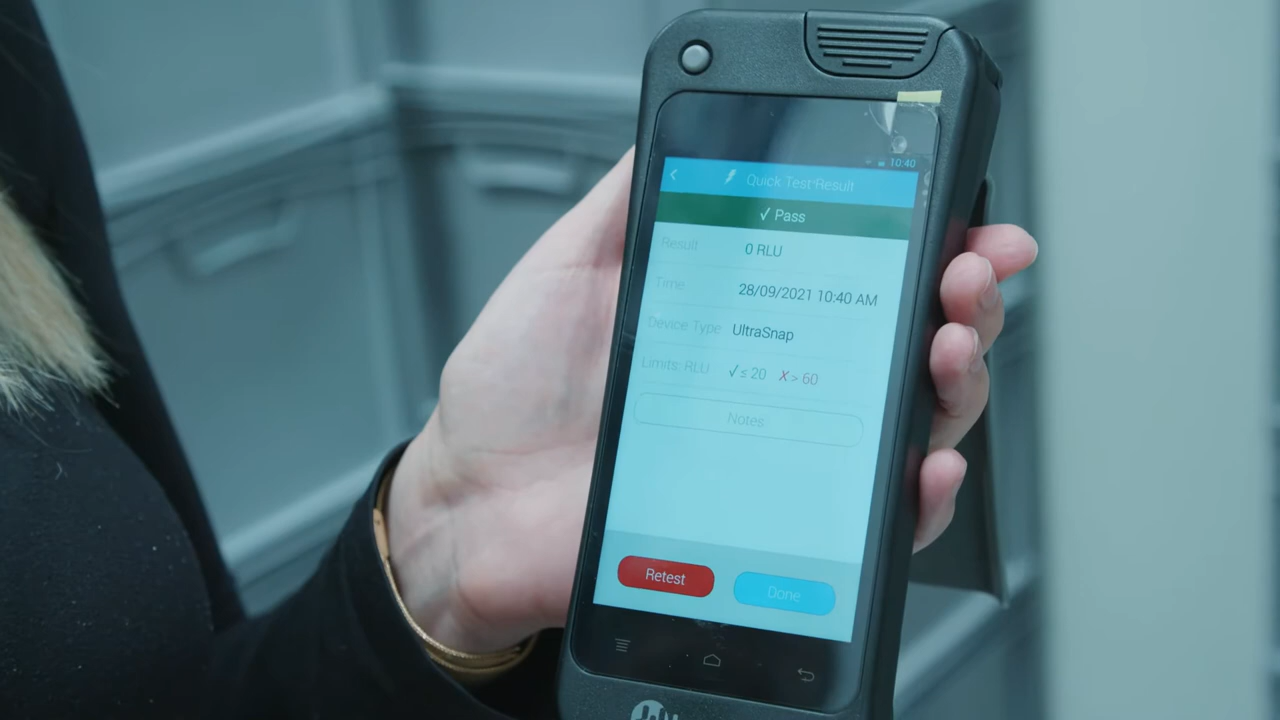 10:40
Quick Test Result
✓ Pass
Result 0 RLU
Time 28/09/2021 10:40 AM
Device Type UltraSnap
Limits: RLU ✓ ≤ 20 X > 60
Notes
Retest Done